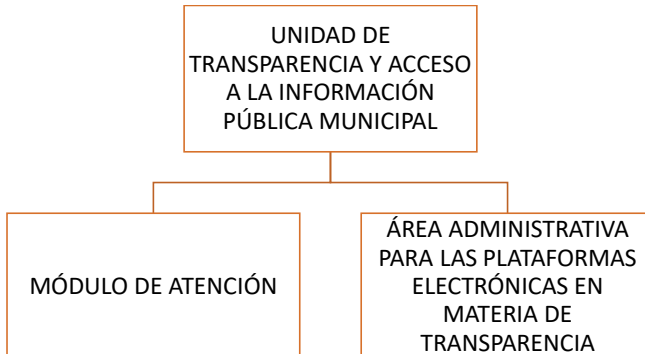 UNIDAD DE
TRANSPARENCIA Y ACCESO
A LA INFORMACIÓN
PÚBLICA MUNICIPAL
MÓDULO DE ATENCIÓN
ÁREA ADMINISTRATIVA
PARA LAS PLATAFORMAS
ELECTRÓNICAS EN
MATERIA DE
TRANSPARENCIA